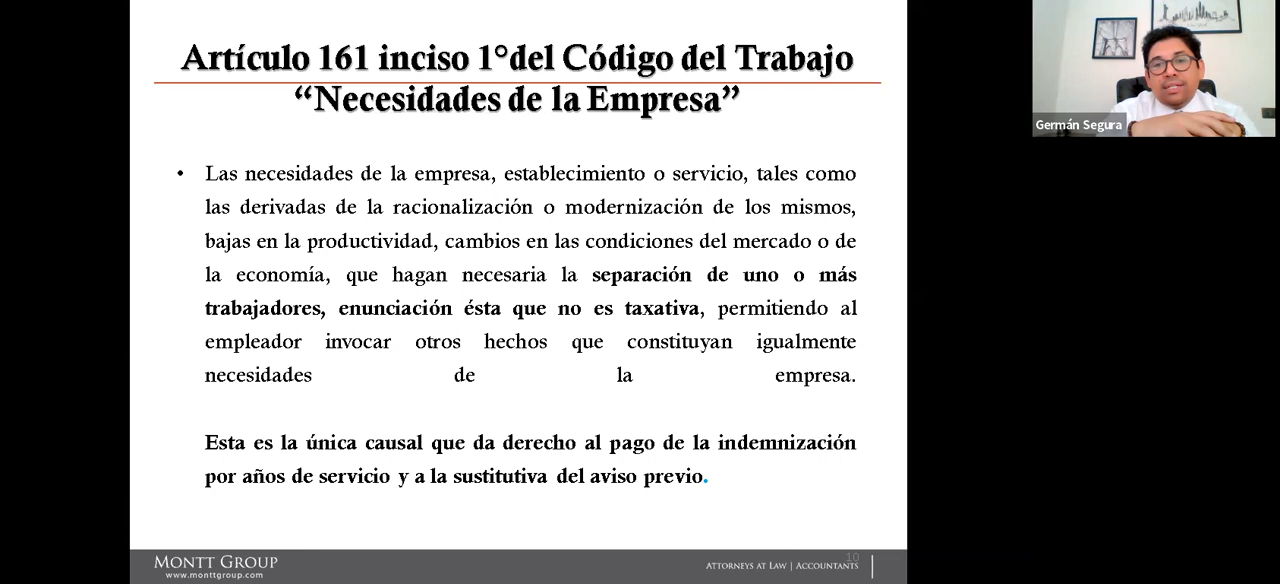 Artículo 161 inciso 1°del Código del Trabajo
“Necesidades de la Empresa”
• Las necesidades de la empresa, establecimiento o servicio, tales como
las derivadas de la racionalización o modernización de los mismos,
bajas en la productividad, cambios en las condiciones del mercado o de
la economía, que hagan necesaria la separación de uno o más
trabajadores, enunciación ésta que no es taxativa, permitiendo al
empleador invocar otros hechos que constituyan igualmente
necesidades de la empresa.
Esta es la única causal que da derecho al pago de la indemnización
por años de servicio y a la sustitutiva del aviso previo.
MONTT GROUP
www.monttgroup.com
10
ATTORNEYS AT LAW | ACCOUNTANTS
Germán Segura